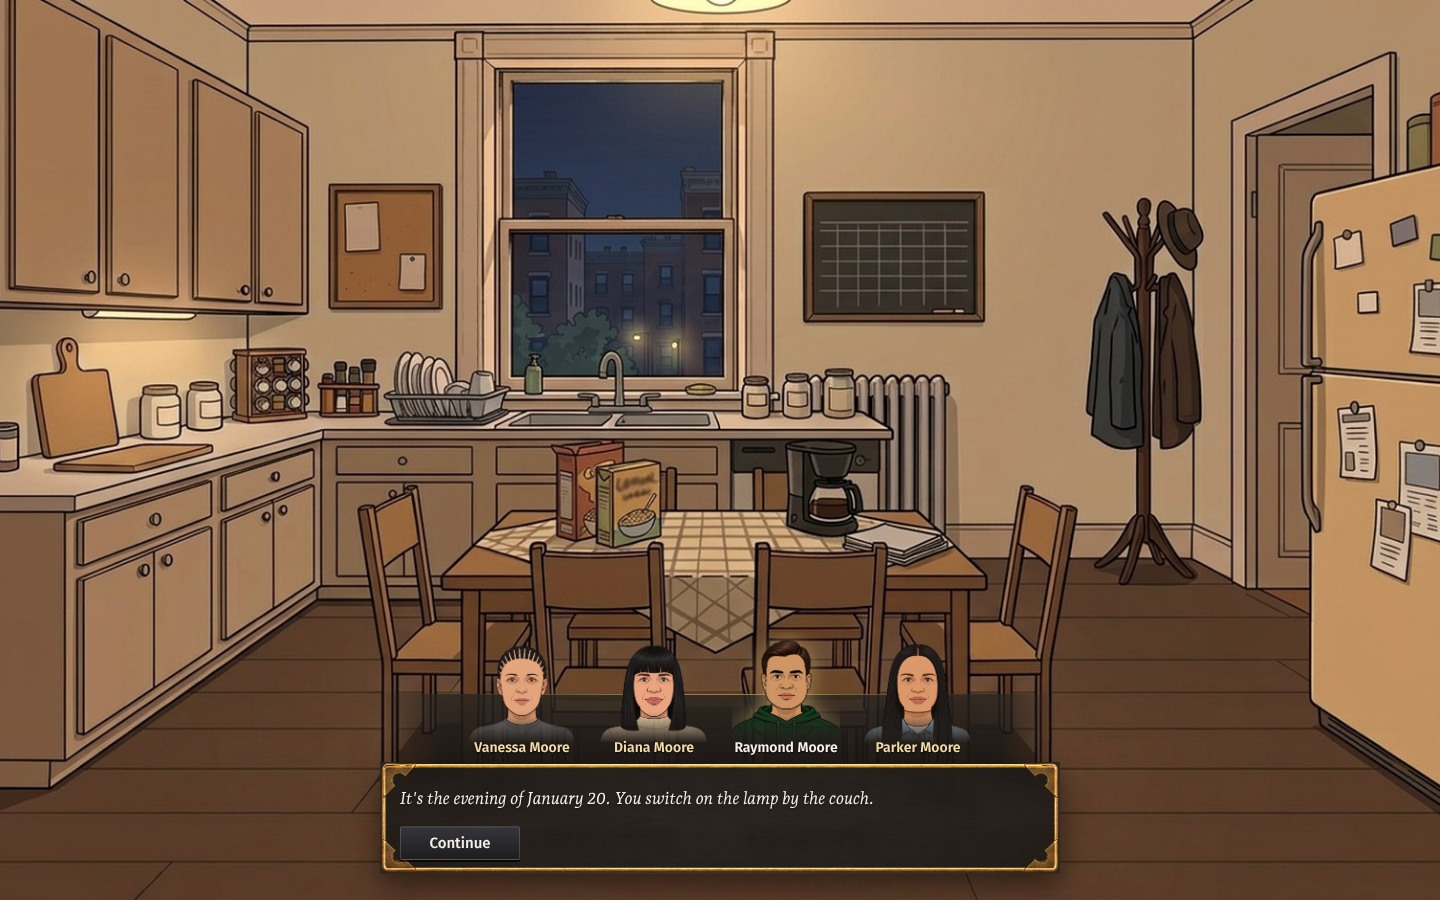 Vanessa Moore
Diana Moore
Raymond Moore
Parker Moore
It's the evening of January 20. You switch on the lamp by the couch.
Continue